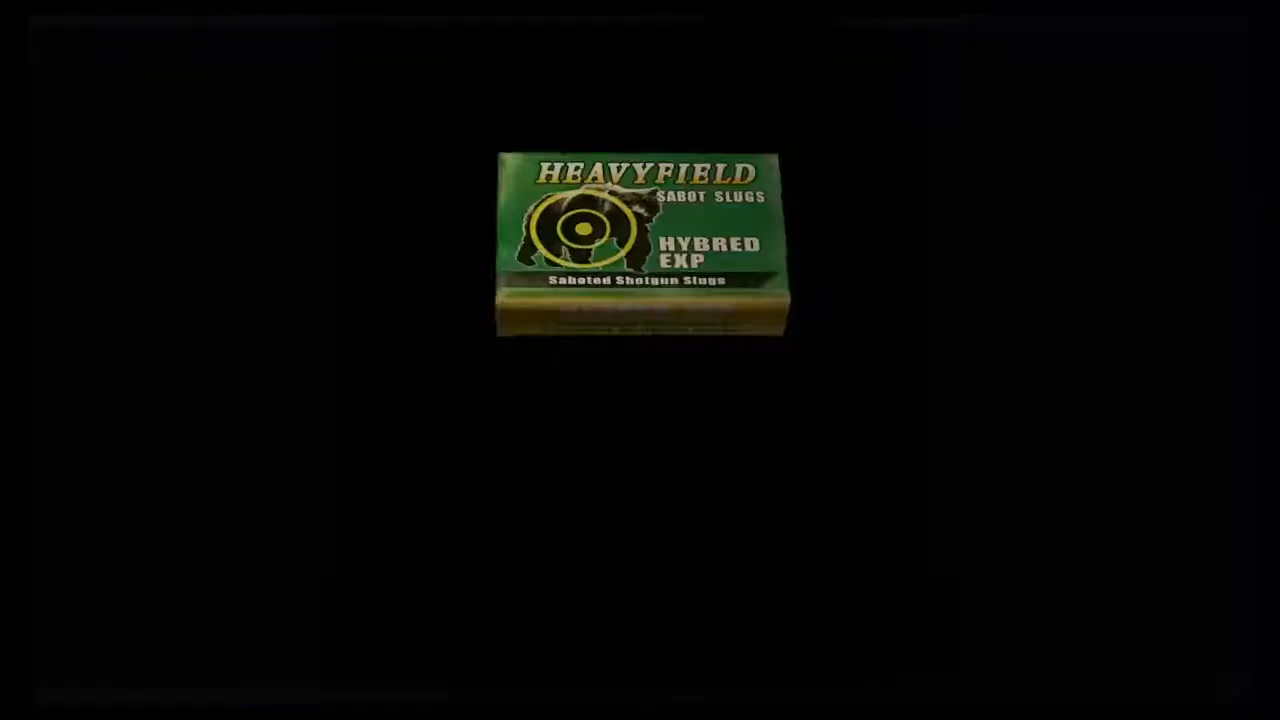 HEAVYFIELD
SABOT SLUGS
HYBRED
EXP
Saboted Shotgun Slugs